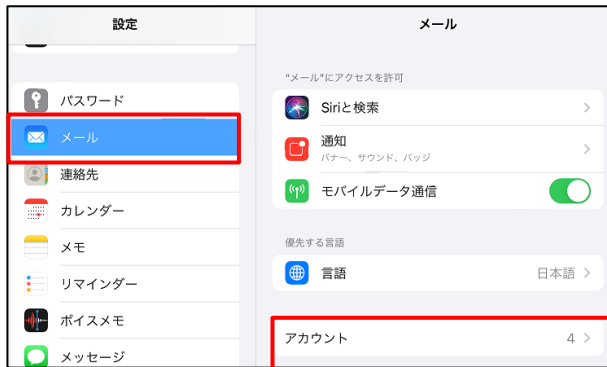 設定
パスワード
メール
連絡先
カレンダー
メモ
リマインダー
ボイスメモ
メッセージ
メール
"メール"にアクセスを許可
Siriと検索
通知
バナー、サウンド、バッジ
モバイルデータ通信
優先する言語
言語 日本語
アカウント 4